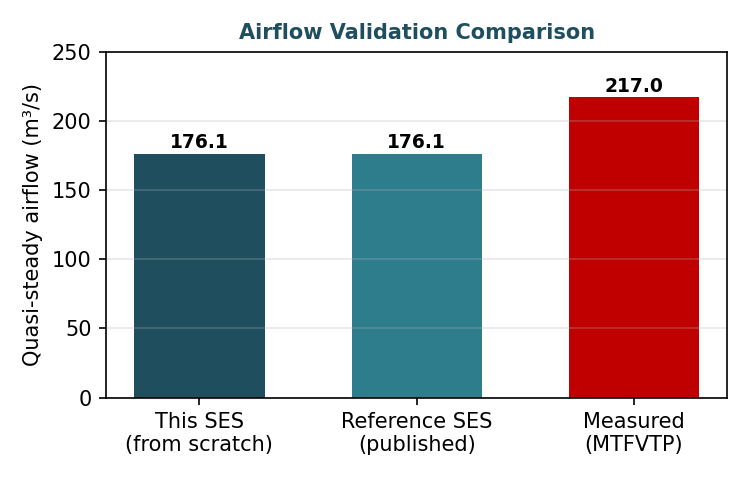 Airflow Validation Comparison
Quasi-steady airflow (m³/s)
250
200
150
100
50
0
176.1
176.1
217.0
This SES
(from scratch)
Reference SES
(published)
Measured
(MTFVTP)